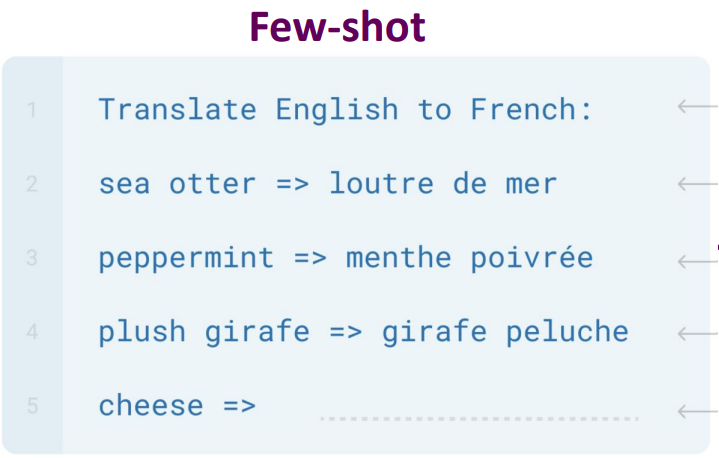 Few-shot
1 Translate English to French:
2 sea otter => loutre de mer
3 peppermint => menthe poivrée
4 plush girafe => girafe peluche
5 cheese =>